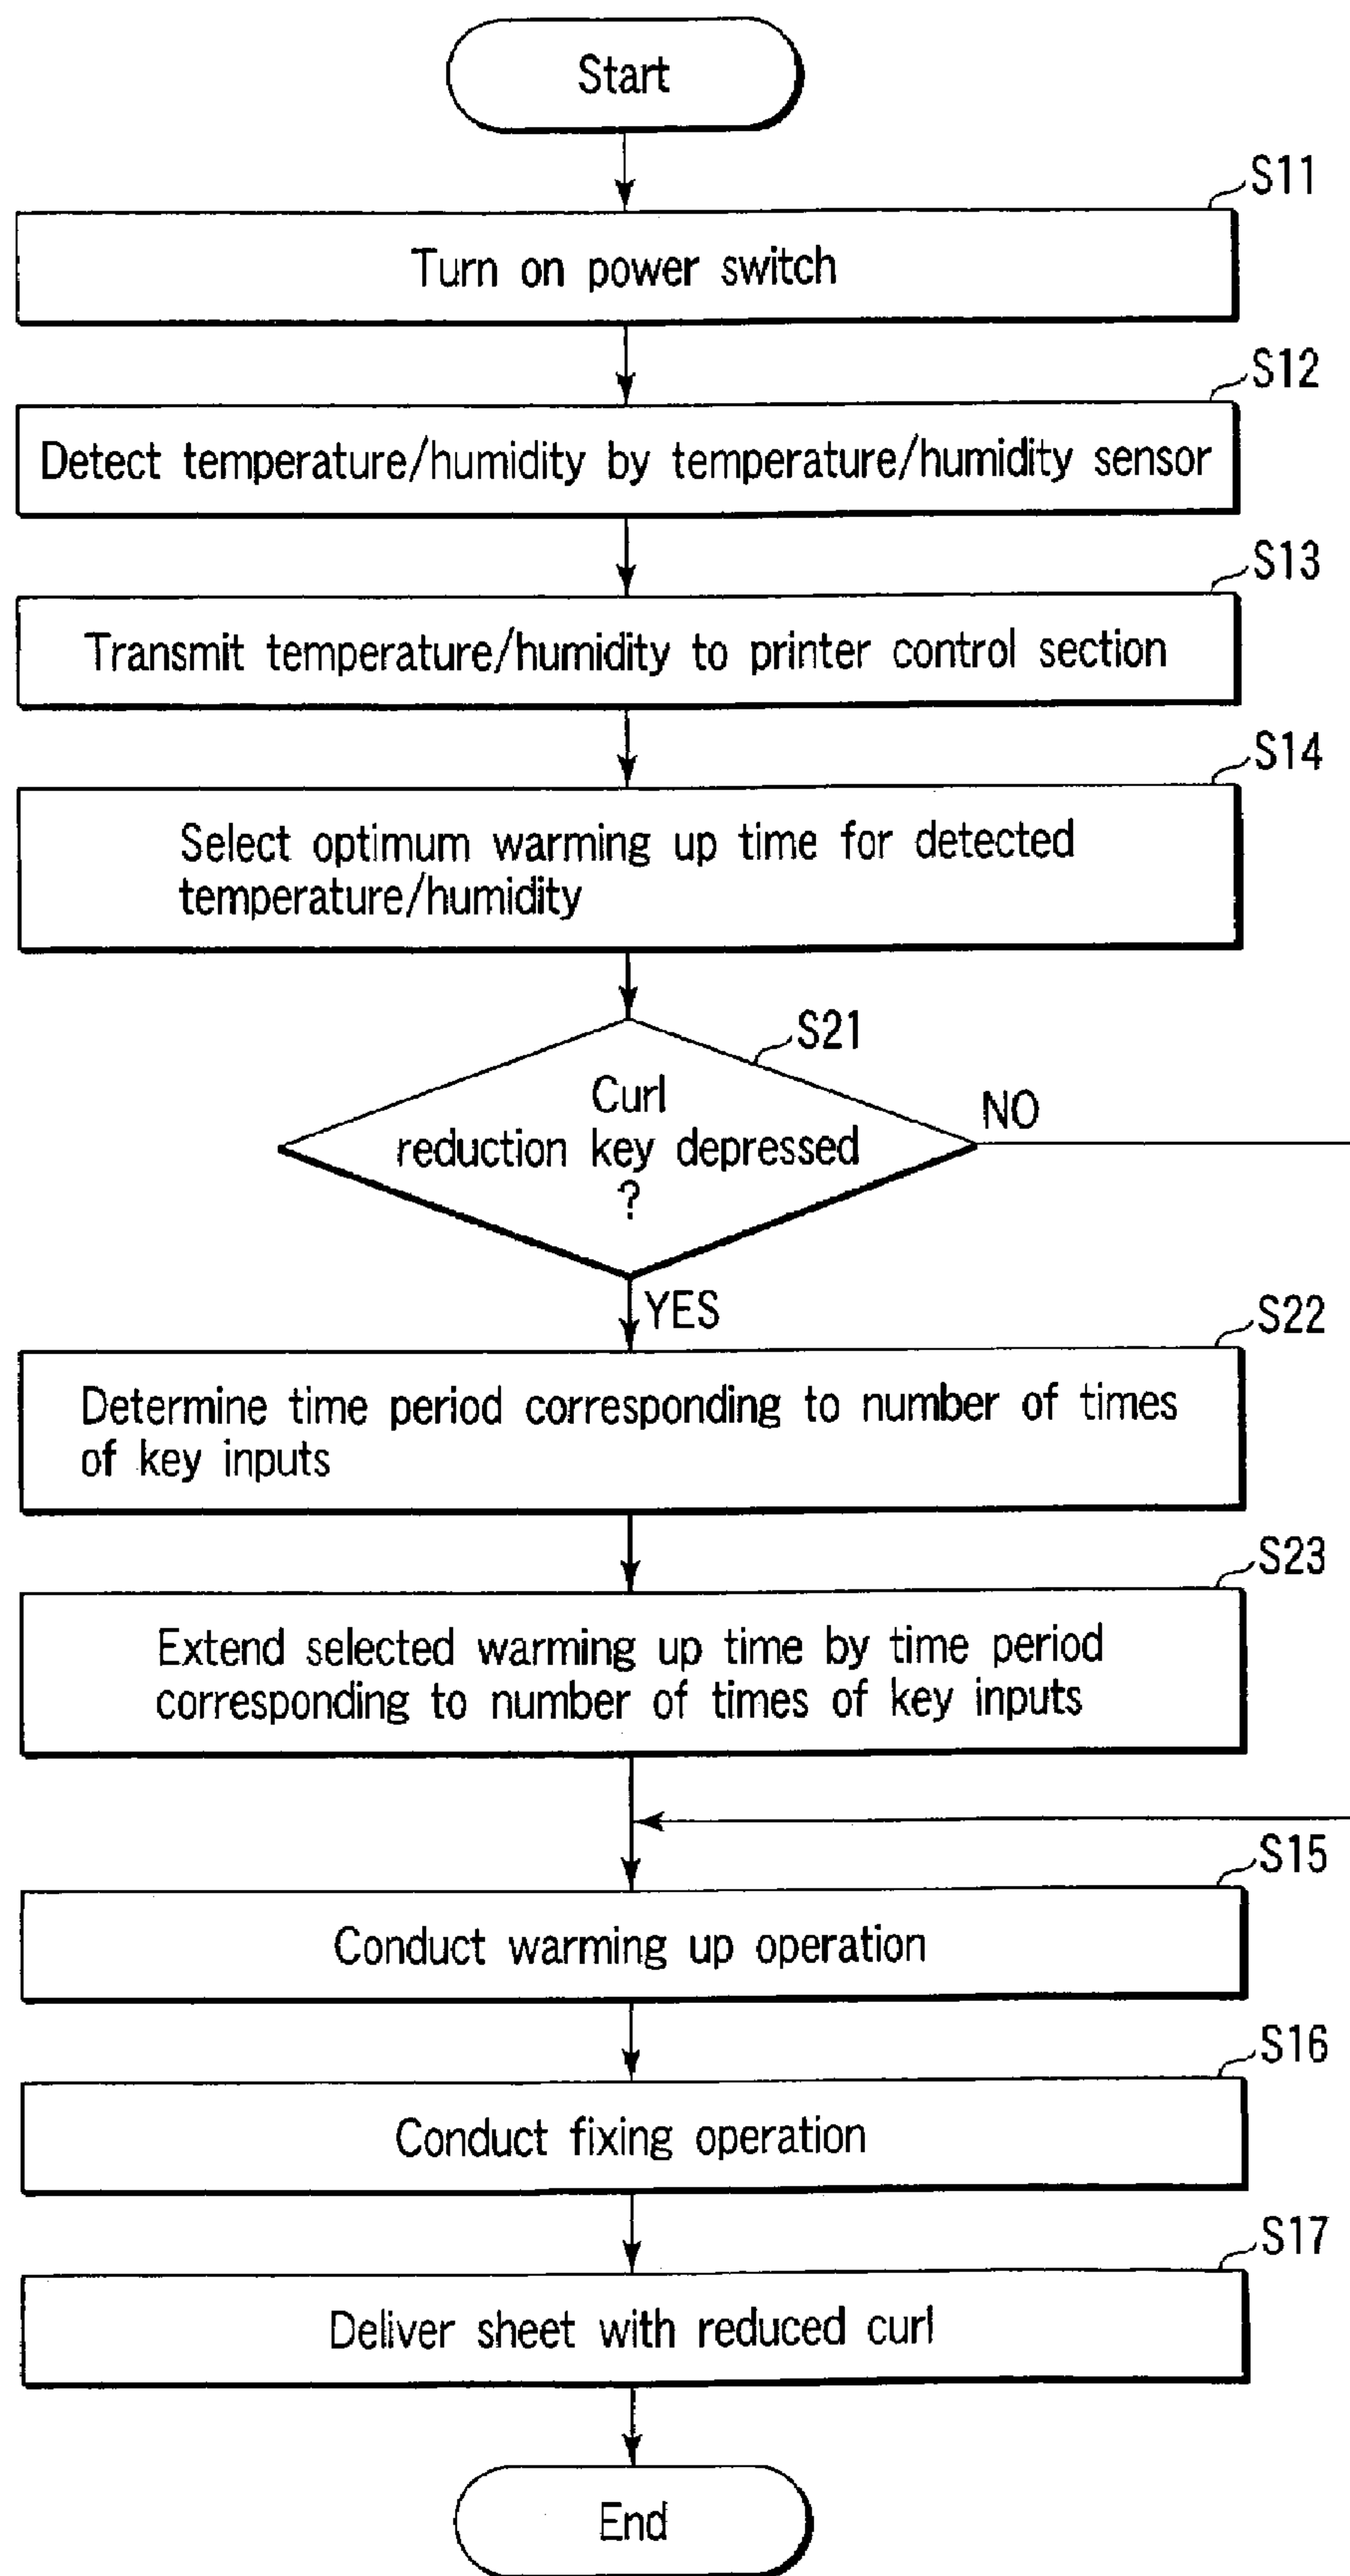 Start
S11
Turn on power switch
S12
Detect temperature/humidity by temperature/humidity sensor
S13
Transmit temperature/humidity to printer control section
S14
Select optimum warming up time for detected
temperature/humidity
S21
Curl
reduction key depressed
?
NO
YES
S22
Determine time period corresponding to number of times
of key inputs
S23
Extend selected warming up time by time period
corresponding to number of times of key inputs
S15
Conduct warming up operation
S16
Conduct fixing operation
S17
Deliver sheet with reduced curl
End